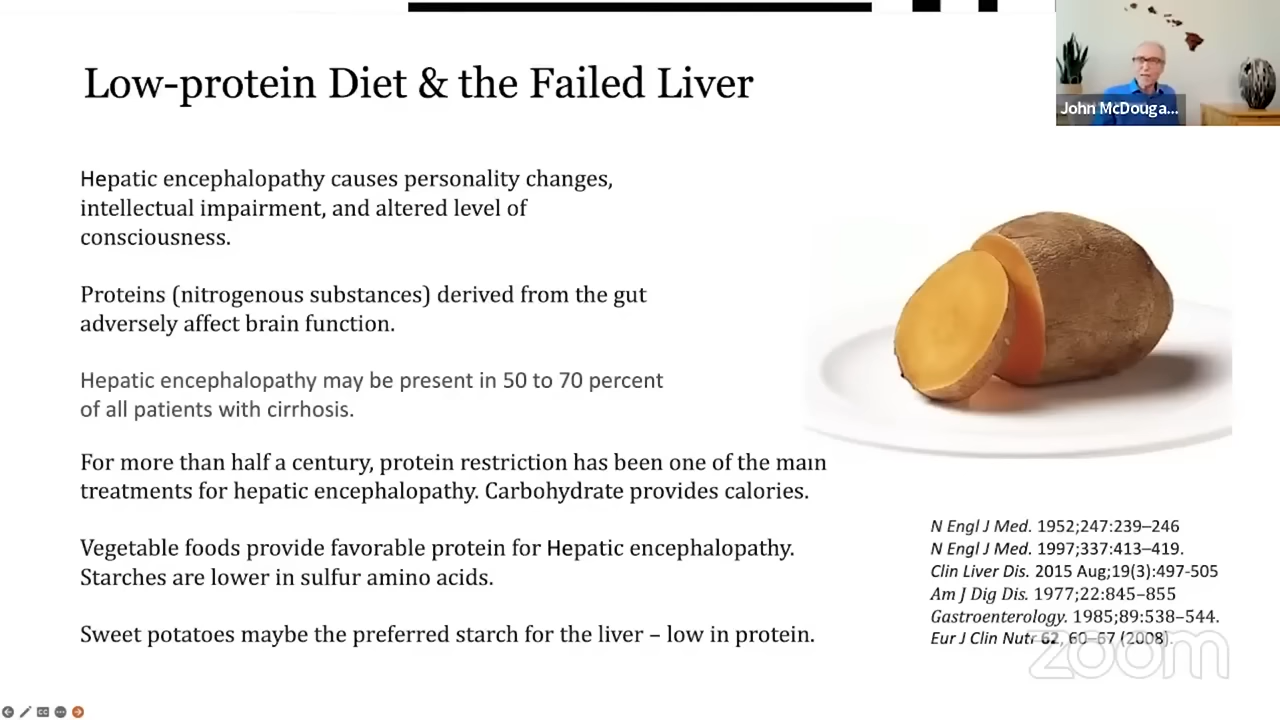 Low-protein Diet & the Failed Liver
John McDouga...
Hepatic encephalopathy causes personality changes,
intellectual impairment, and altered level of
consciousness.
Proteins (nitrogenous substances) derived from the gut
adversely affect brain function.
Hepatic encephalopathy may be present in 50 to 70 percent
of all patients with cirrhosis.
For more than half a century, protein restriction has been one of the main
treatments for hepatic encephalopathy. Carbohydrate provides calories.
Vegetable foods provide favorable protein for Hepatic encephalopathy.
Starches are lower in sulfur amino acids.
Sweet potatoes maybe the preferred starch for the liver – low in protein.
N Engl J Med. 1952;247:239–246
N Engl J Med. 1997;337:413–419.
Clin Liver Dis. 2015 Aug;19(3):497-505
Am J Dig Dis. 1977;22:845–855
Gastroenterology. 1985;89:538–544.
Eur J Clin Nutr 62, 60–67 (2008).
zoom
CC